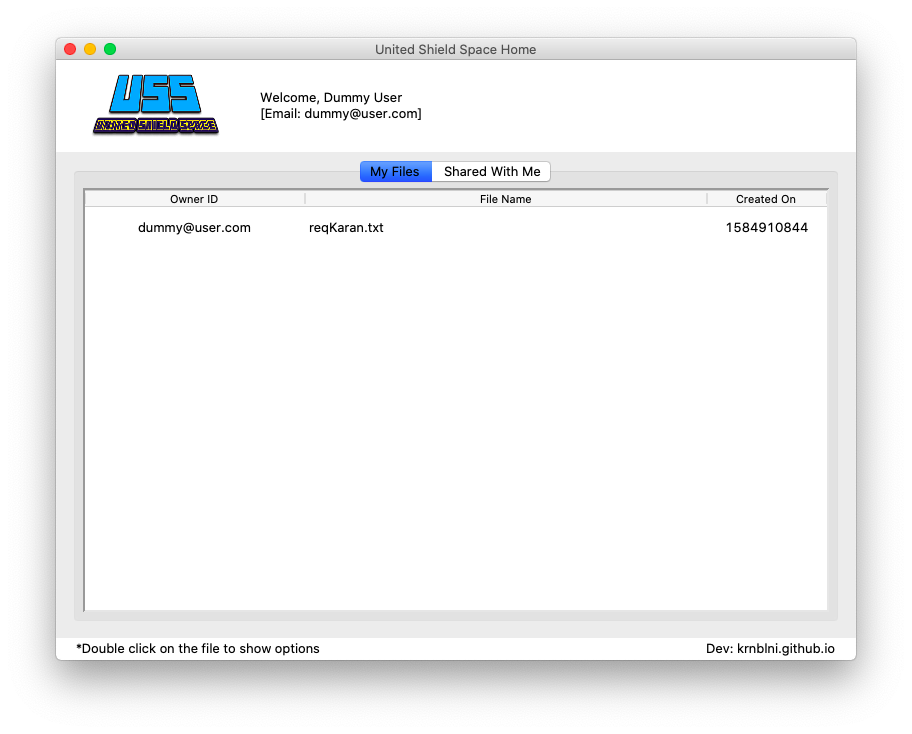 United Shield Space Home
USS
UNITED SHIELD SPACE
Welcome, Dummy User
[Email: dummy@user.com]
My Files Shared With Me
Owner ID File Name Created On
dummy@user.com reqKaran.txt 1584910844
*Double click on the file to show options Dev: krnblni.github.io